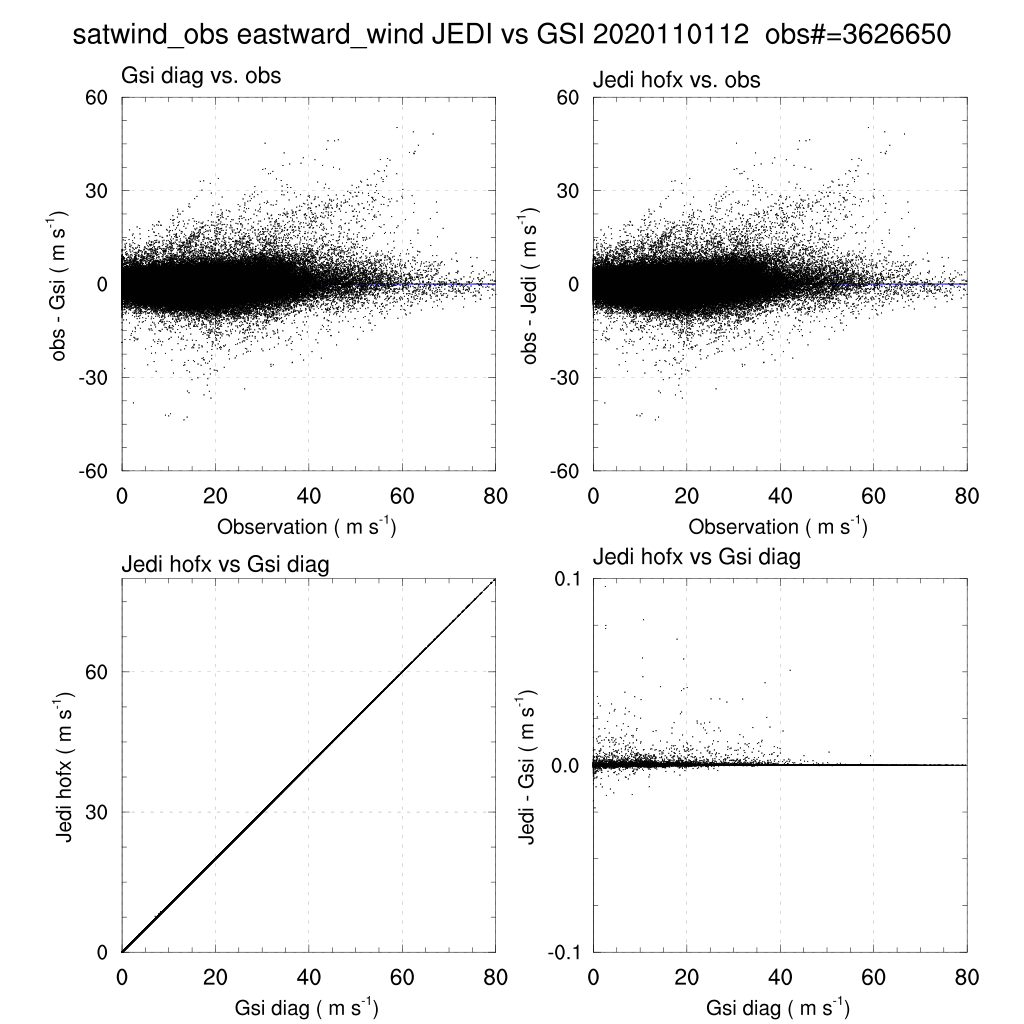 satwind_obs eastward_wind JEDI vs GSI 2020110112 obs#=3626650
Gsi diag vs. obs
60
30
0
-30
-60
obs - Gsi ( m s-1)
0 20 40 60 80
Observation ( m s-1)
Jedi hofx vs. obs
60
30
0
-30
-60
obs - Jedi ( m s-1)
0 20 40 60 80
Observation ( m s-1)
Jedi hofx vs Gsi diag
60
30
0
Jedi hofx ( m s-1)
0 20 40 60 80
Gsi diag ( m s-1)
Jedi hofx vs Gsi diag
0.1
0.0
-0.1
Jedi - Gsi ( m s-1)
0 20 40 60 80
Gsi diag ( m s-1)